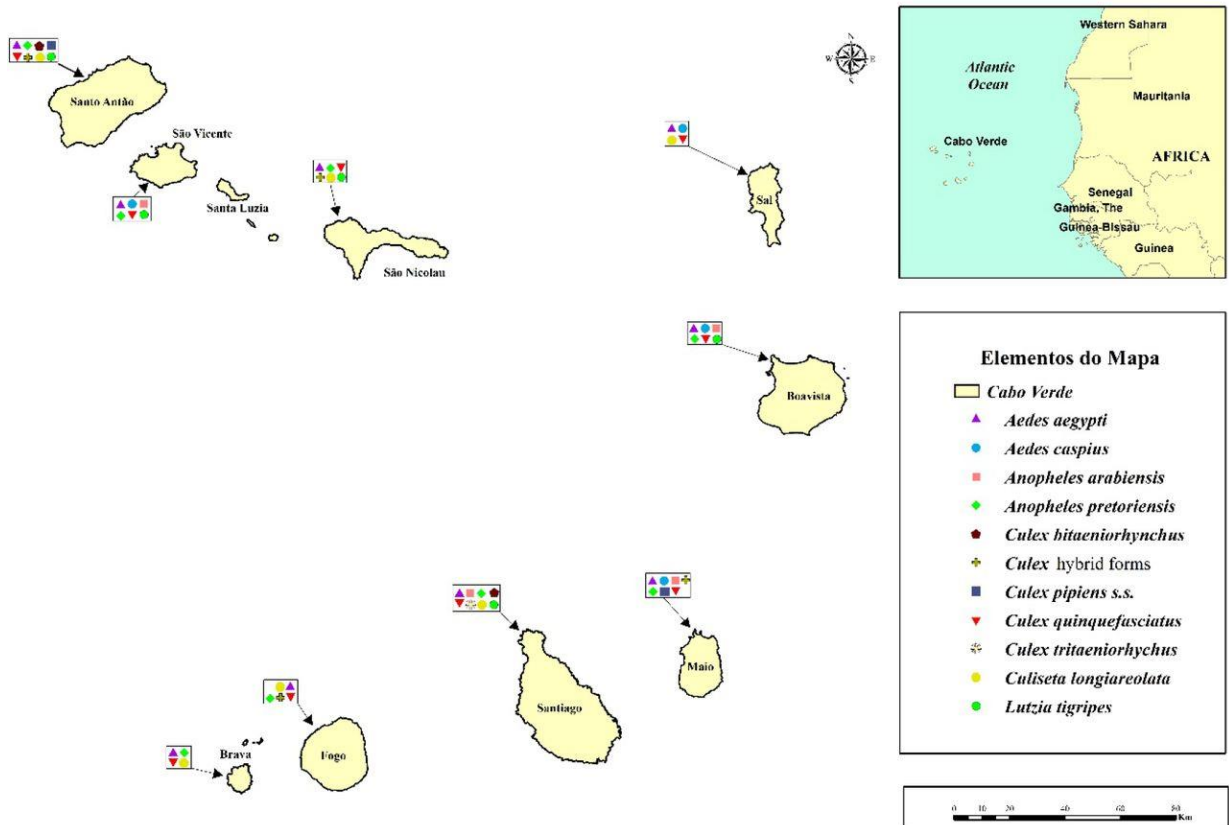 Santo Antão
São Vicente
Santa Luzia
São Nicolau
Sal
Boavista
Maio
Santiago
Fogo
Brava
N
W E
S
Western Sahara
Atlantic
Ocean
Mauritania
Cabo Verde
AFRICA
Senegal
Gambia, The
Guinea-Bissau
Guinea
Elementos do Mapa
Cabo Verde
Aedes aegypti
Aedes caspius
Anopheles arabiensis
Anopheles pretoriensis
Culex bitaeniorhynchus
Culex hybrid forms
Culex pipiens s.s.
Culex quinquefasciatus
Culex tritaeniorhychus
Culiseta longiareolata
Lutzia tigripes
0 10 20 40 60 80
Km